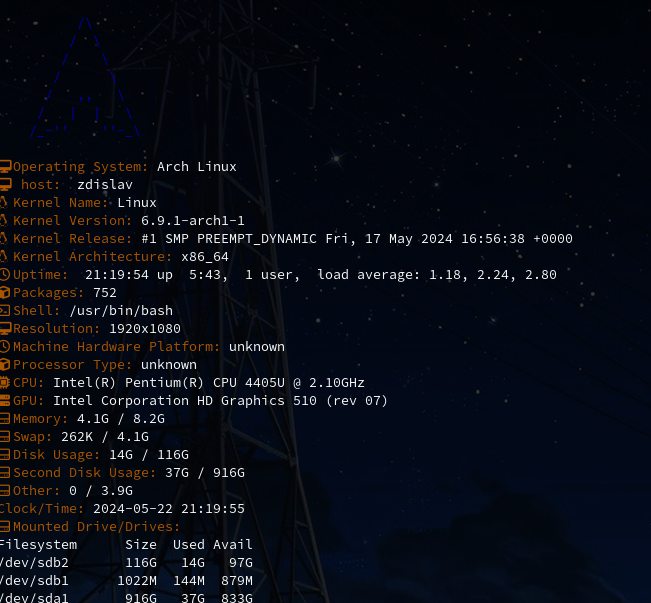 Operating System: Arch Linux
host: zdislav
Kernel Name: Linux
Kernel Version: 6.9.1-arch1-1
Kernel Release: #1 SMP PREEMPT_DYNAMIC Fri, 17 May 2024 16:56:38 +0000
Kernel Architecture: x86_64
Uptime:  21:19:54 up  5:43,  1 user,  load average: 1.18, 2.24, 2.80
Packages: 752
Shell: /usr/bin/bash
Resolution: 1920x1080
Machine Hardware Platform: unknown
Processor Type: unknown
CPU: Intel(R) Pentium(R) CPU 4405U @ 2.10GHz
GPU: Intel Corporation HD Graphics 510 (rev 07)
Memory: 4.1G / 8.2G
Swap: 262K / 4.1G
Disk Usage: 14G / 116G
Second Disk Usage: 37G / 916G
Other: 0 / 3.9G
Clock/Time: 2024-05-22 21:19:55
Mounted Drive/Drives:
Filesystem      Size  Used Avail
/dev/sdb2       116G   14G   97G
/dev/sdb1      1022M  144M  879M
/dev/sda1       916G   37G  833G